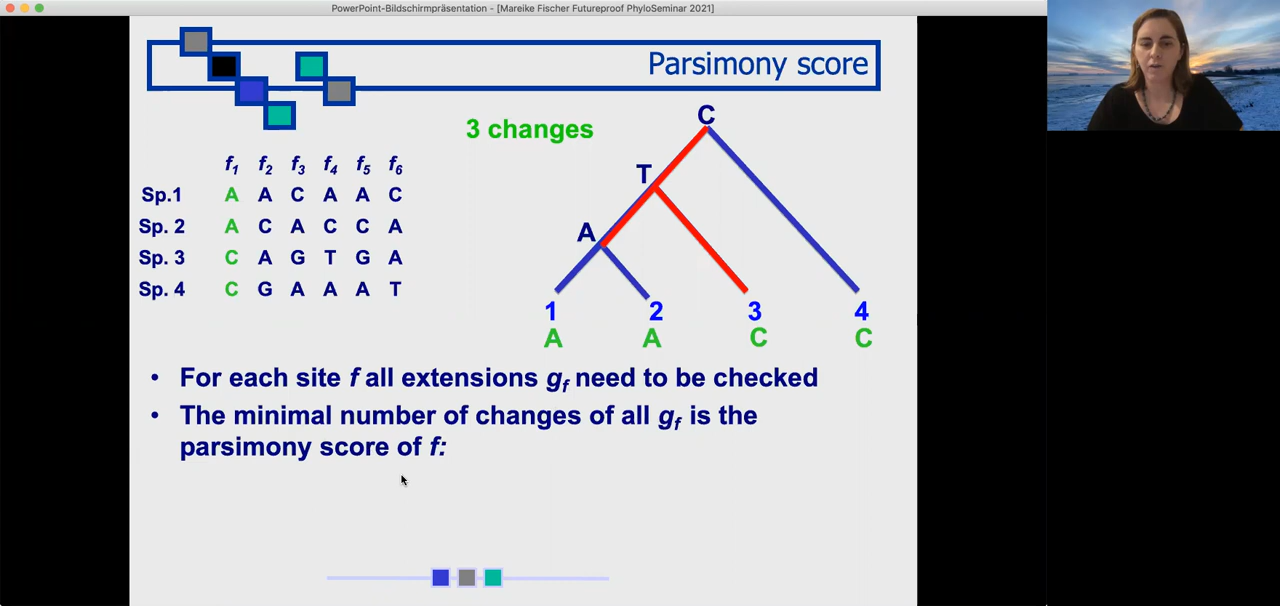 PowerPoint-Bildschirmpräsentation - [Mareike Fischer Futureproof PhyloSeminar 2021]
Parsimony score
3 changes
C
T
A
f1 f2 f3 f4 f5 f6
Sp.1 A A C A A C
Sp. 2 A C A C C A
Sp. 3 C A G T G A
Sp. 4 C G A A A T
1 2 3 4
A A C C
• For each site f all extensions gf need to be checked
• The minimal number of changes of all gf is the
parsimony score of f: